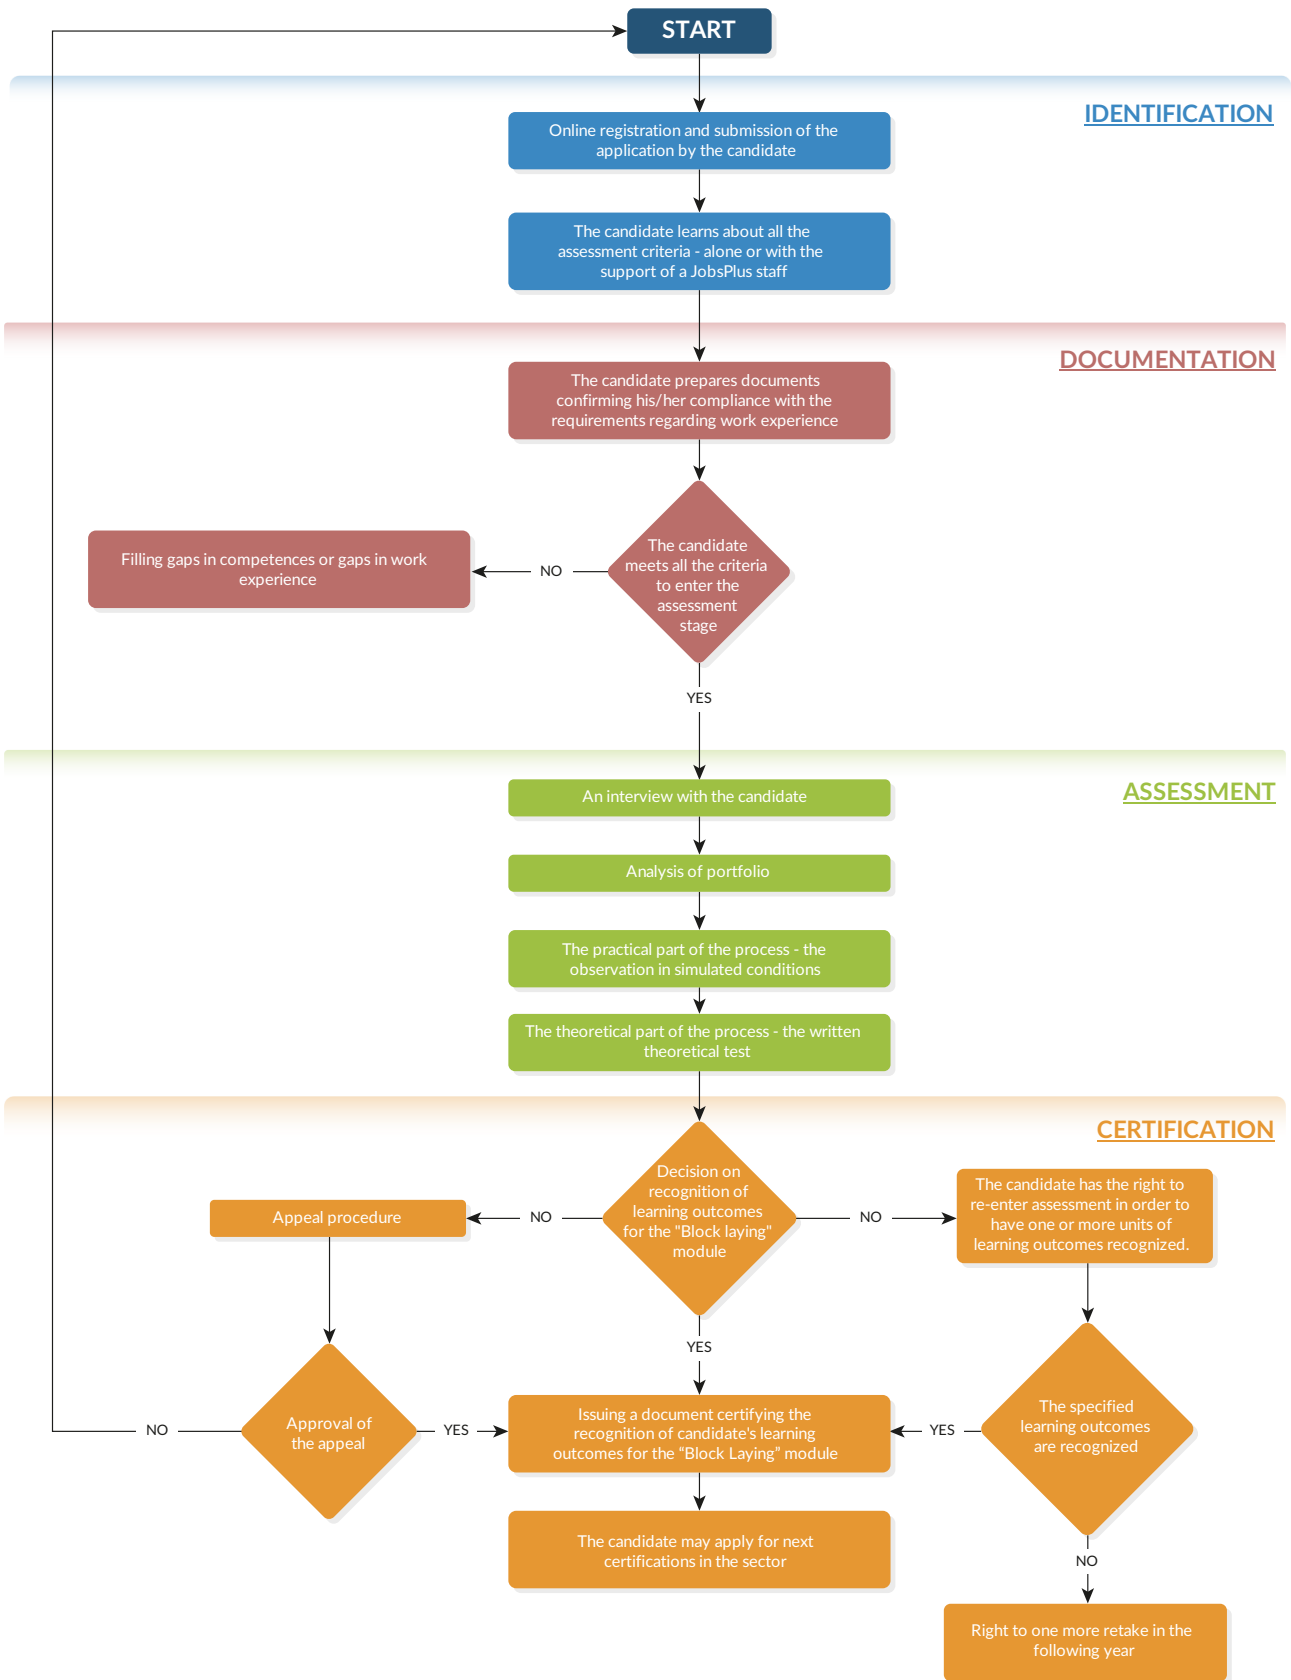 START
IDENTIFICATION
Online registration and submission of the
application by the candidate
The candidate learns about all the
assessment criteria - alone or with the
support of a JobsPlus staff
DOCUMENTATION
The candidate prepares documents
confirming his/her compliance with the
requirements regarding work experience
The candidate
meets all the criteria
to enter the
assessment
stage
NO
Filling gaps in competences or gaps in work
experience
YES
ASSESSMENT
An interview with the candidate
Analysis of portfolio
The practical part of the process - the
observation in simulated conditions
The theoretical part of the process - the written
theoretical test
CERTIFICATION
Decision on
recognition of
learning outcomes
for the "Block laying"
module
NO
Appeal procedure
NO
The candidate has the right to
re-enter assessment in order to
have one or more units of
learning outcomes recognized.
YES
Approval of
the appeal
NO
YES
Issuing a document certifying the
recognition of candidate's learning
outcomes for the “Block Laying” module
YES
The specified
learning outcomes
are recognized
The candidate may apply for next
certifications in the sector
NO
Right to one more retake in the
following year